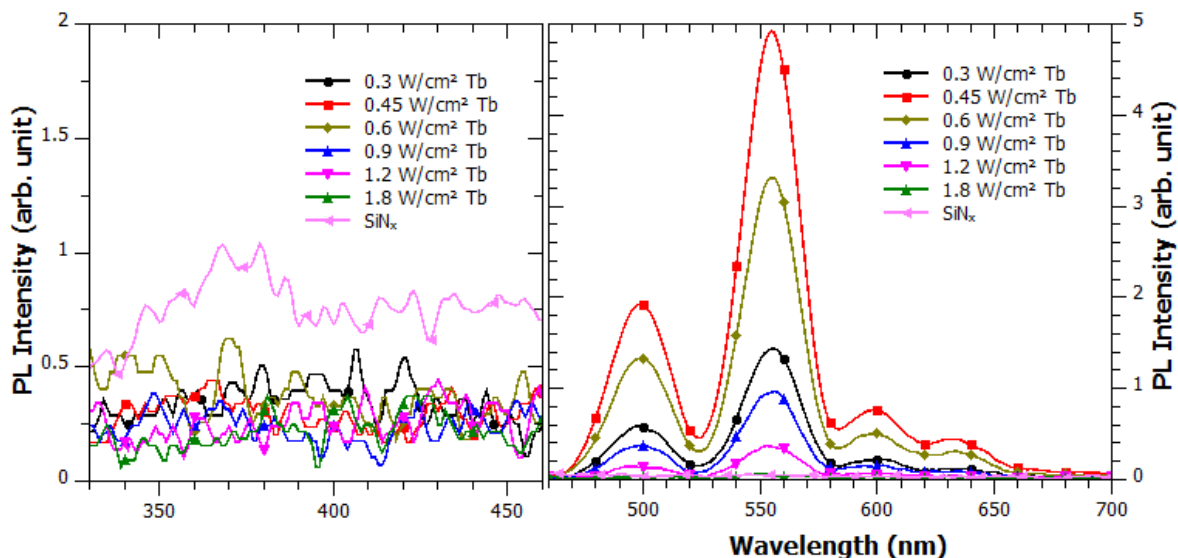 PL Intensity (arb. unit)
2
1.5
1
0.5
0
350
400
450
0.3 W/cm² Tb
0.45 W/cm² Tb
0.6 W/cm² Tb
0.9 W/cm² Tb
1.2 W/cm² Tb
1.8 W/cm² Tb
SiNₓ
0.3 W/cm² Tb
0.45 W/cm² Tb
0.6 W/cm² Tb
0.9 W/cm² Tb
1.2 W/cm² Tb
1.8 W/cm² Tb
SiNₓ
5
4
3
2
1
0
PL Intensity (arb. unit)
500
550
600
650
700
Wavelength (nm)